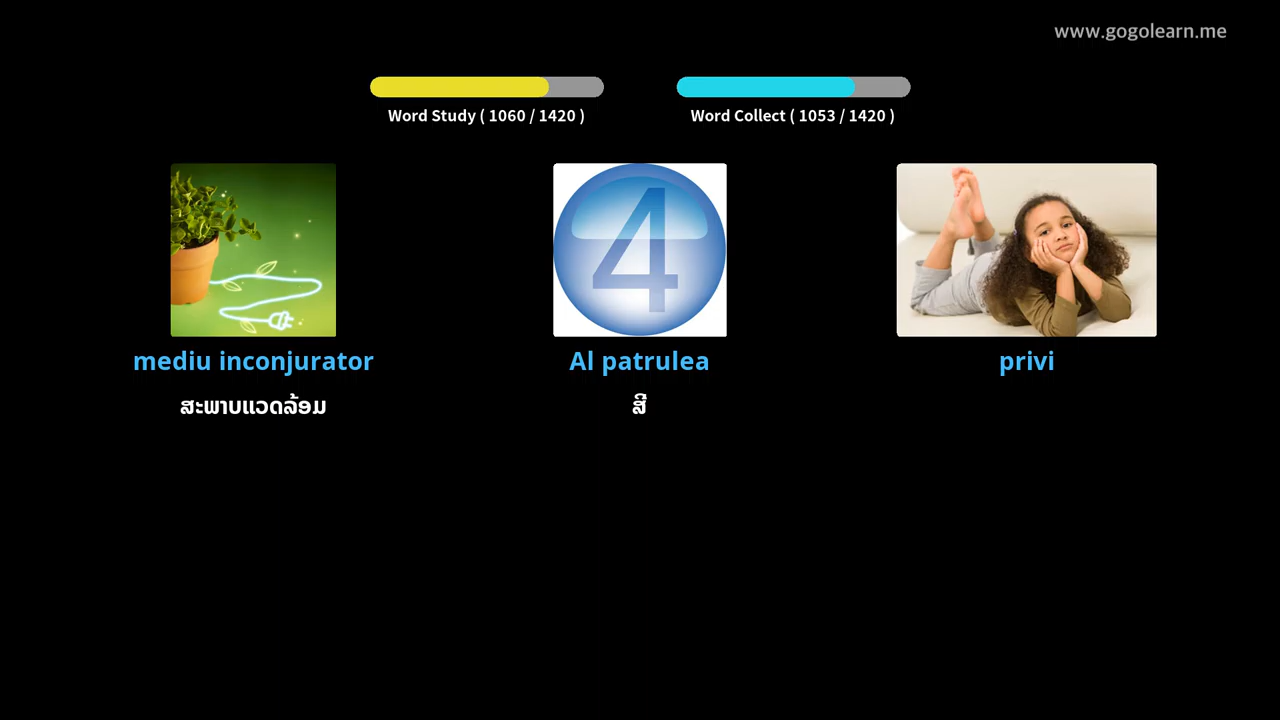 www.gogolearn.me
Word Study ( 1060 / 1420 )
Word Collect ( 1053 / 1420 )
4
mediu inconjurator
Al patrulea
privi
ສະພາບແວດລ້ອມ
ສີ່